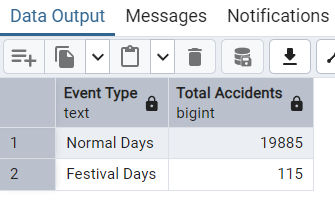 Data Output Messages Notifications
Event Type Total Accidents
text bigint
1 Normal Days 19885
2 Festival Days 115